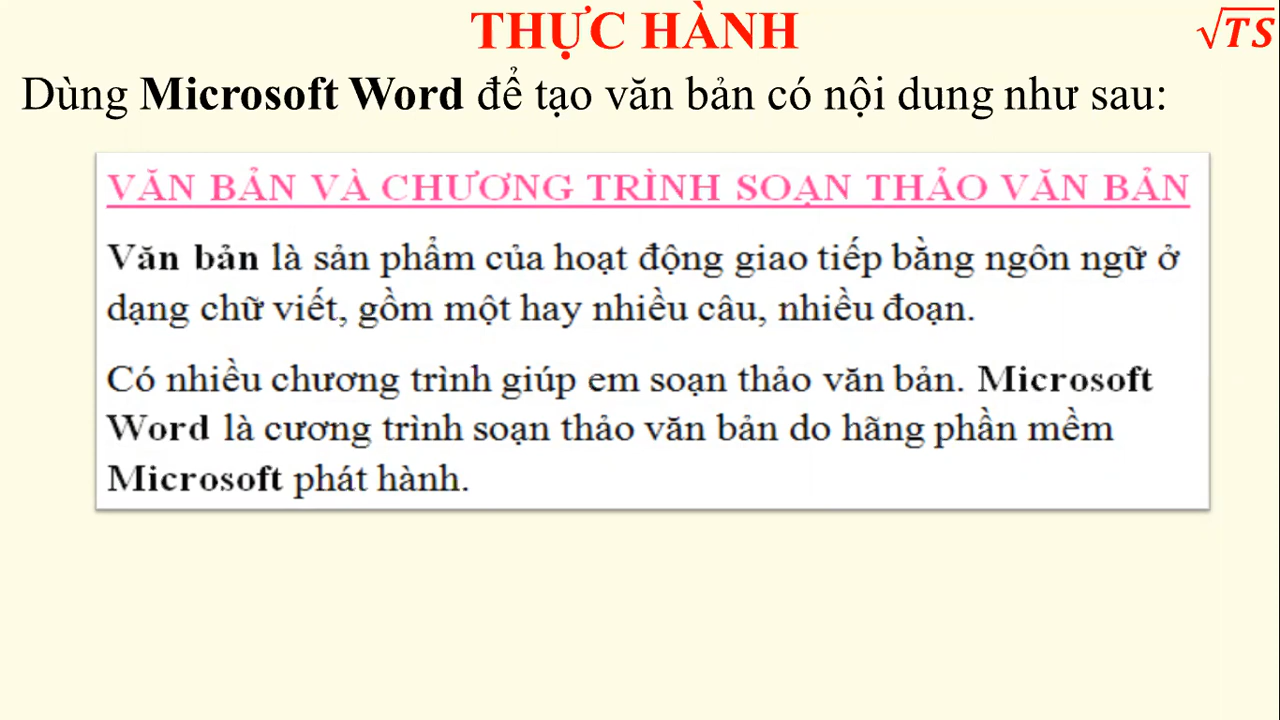 THỰC HÀNH
√TS
Dùng Microsoft Word để tạo văn bản có nội dung như sau:
VĂN BẢN VÀ CHƯƠNG TRÌNH SOẠN THẢO VĂN BẢN
Văn bản là sản phẩm của hoạt động giao tiếp bằng ngôn ngữ ở
dạng chữ viết, gồm một hay nhiều câu, nhiều đoạn.
Có nhiều chương trình giúp em soạn thảo văn bản. Microsoft
Word là cương trình soạn thảo văn bản do hãng phần mềm
Microsoft phát hành.